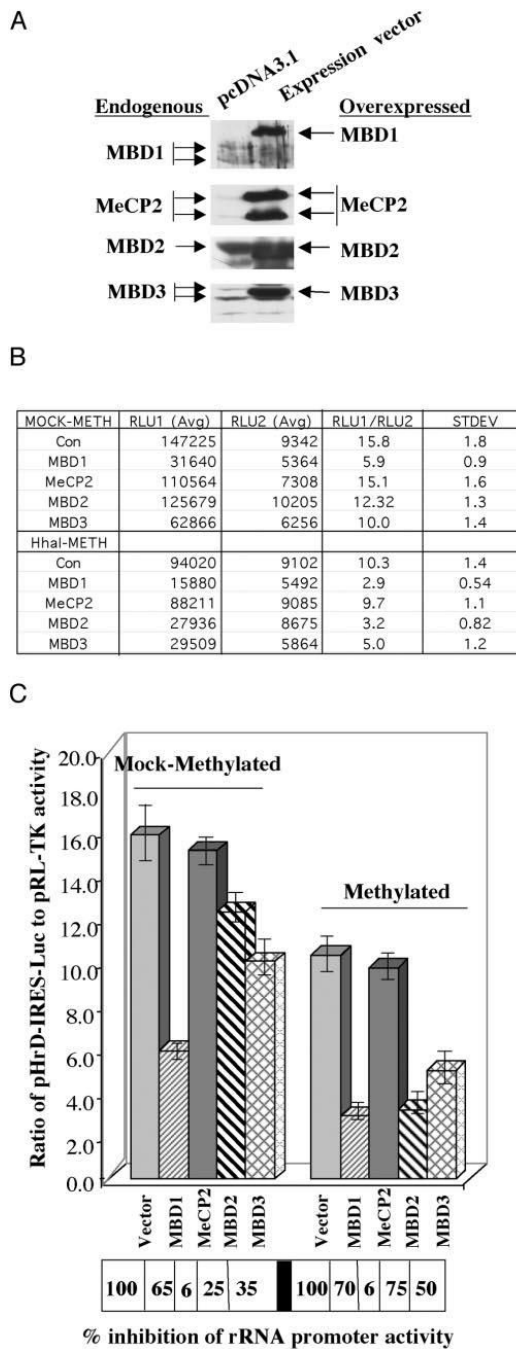 A
pcDNA3.1
Expression vector
Endogenous
Overexpressed
MBD1
MBD1
MeCP2
MeCP2
MBD2
MBD2
MBD3
MBD3
B
MOCK-METH RLU1 (Avg) RLU2 (Avg) RLU1/RLU2 STDEV
Con 147225 9342 15.8 1.8
MBD1 31640 5364 5.9 0.9
MeCP2 110564 7308 15.1 1.6
MBD2 125679 10205 12.32 1.3
MBD3 62866 6256 10.0 1.4
HhaI-METH
Con 94020 9102 10.3 1.4
MBD1 15880 5492 2.9 0.54
MeCP2 88211 9085 9.7 1.1
MBD2 27936 8675 3.2 0.82
MBD3 29509 5864 5.0 1.2
C
Ratio of pHrD-IRES-Luc to pRL-TK activity
20.0
18.0
16.0
14.0
12.0
10.0
8.0
6.0
4.0
2.0
0.0
Mock-Methylated
Methylated
Vector
MBD1
MeCP2
MBD2
MBD3
Vector
MBD1
MeCP2
MBD2
MBD3
100 65 6 25 35 100 70 6 75 50
% inhibition of rRNA promoter activity